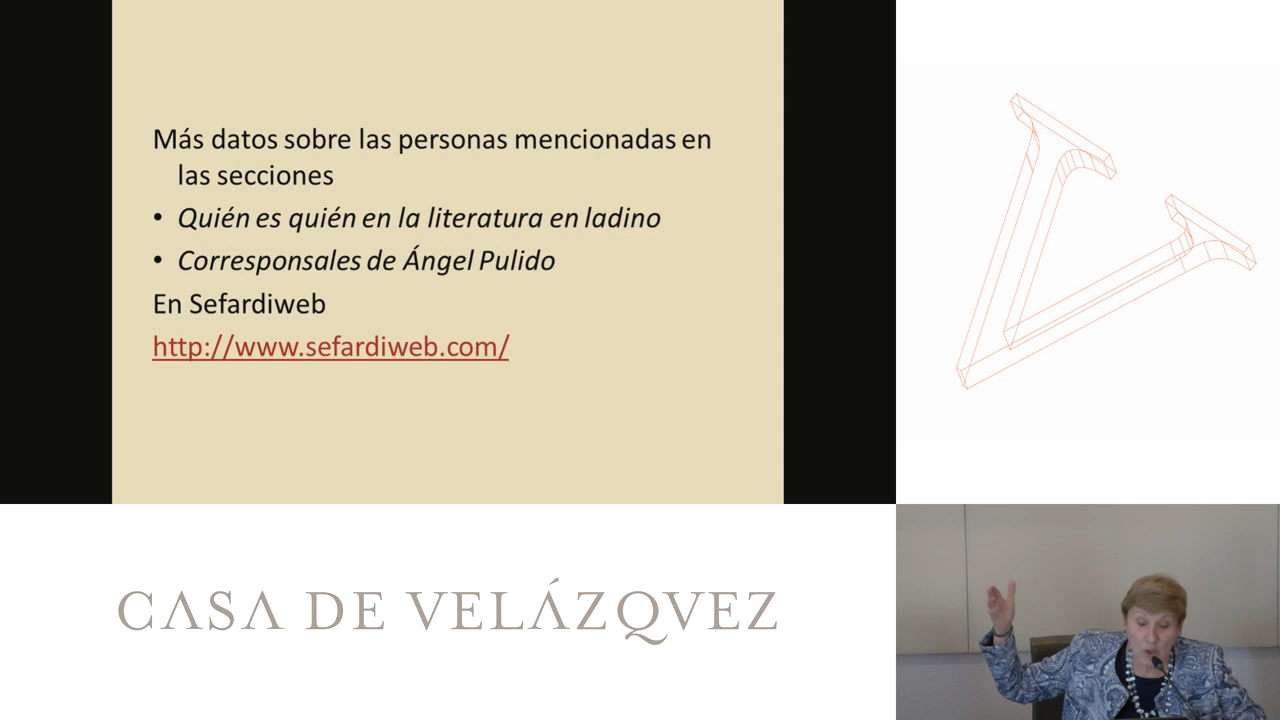 Más datos sobre las personas mencionadas en
las secciones
• Quién es quién en la literatura en ladino
• Corresponsales de Ángel Pulido
En Sefardiweb
http://www.sefardiweb.com/
CASA DE VELÁZQVEZ